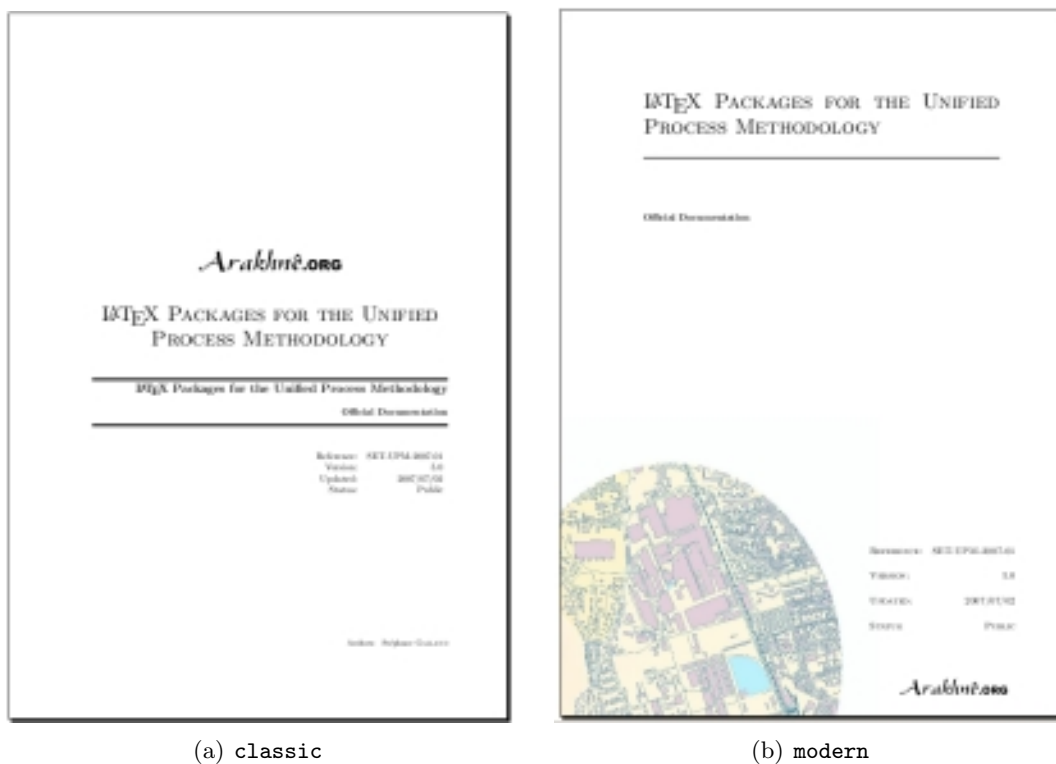 Arakhnê.ORG
LATEX PACKAGES FOR THE UNIFIED
PROCESS METHODOLOGY
LATEX Packages for the Unified Process Methodology
Official Documentation
Reference: SET-UPM-2007-01
Version: 5.0
Updated: 2007/07/02
Status: Public
Author: Stéphane GALLAND
(a) classic
LATEX PACKAGES FOR THE UNIFIED
PROCESS METHODOLOGY
Official Documentation
REFERENCE: SET-UPM-2007-01
VERSION: 5.0
UPDATED: 2007/07/02
STATUS: PUBLIC
Arakhnê.ORG
(b) modern